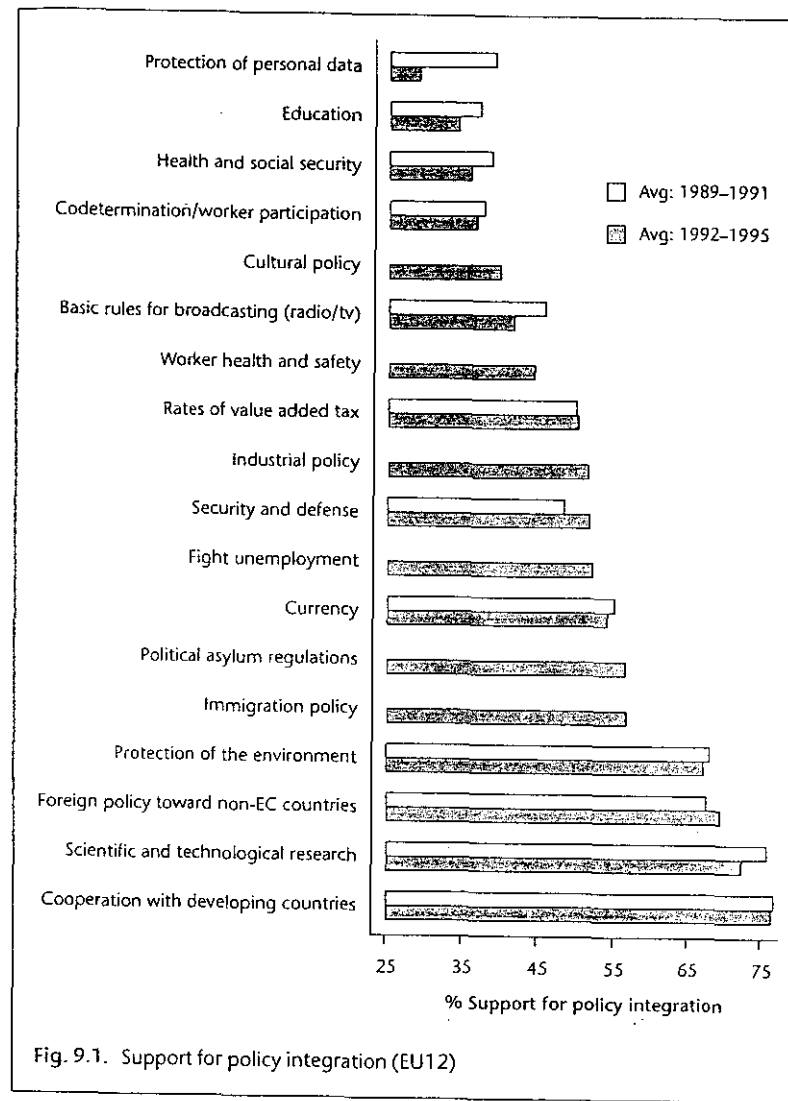 Protection of personal data
Education
Health and social security
Codetermination/worker participation
Cultural policy
Basic rules for broadcasting (radio/tv)
Worker health and safety
Rates of value added tax
Industrial policy
Security and defense
Fight unemployment
Currency
Political asylum regulations
Immigration policy
Protection of the environment
Foreign policy toward non-EC countries
Scientific and technological research
Cooperation with developing countries
Avg: 1989–1991
Avg: 1992–1995
25 35 45 55 65 75
% Support for policy integration
Fig. 9.1. Support for policy integration (EU12)